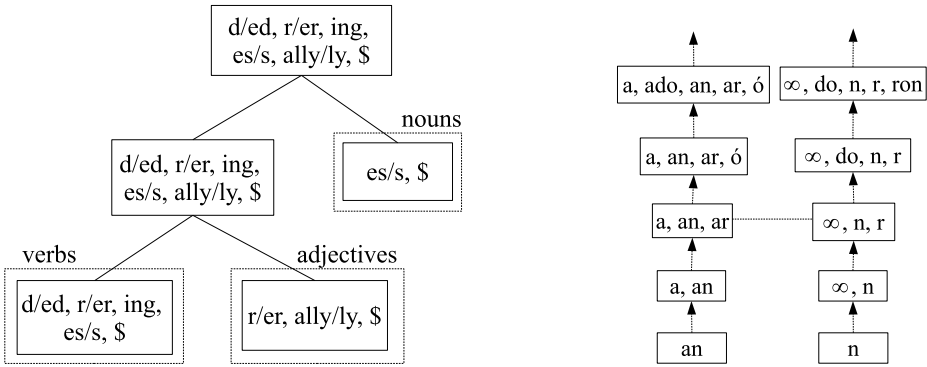 d/ed, r/er, ing,
es/s, ally/ly, $
nouns
d/ed, r/er, ing,
es/s, ally/ly, $
es/s, $
verbs
adjectives
d/ed, r/er, ing,
es/s, $
r/er, ally/ly, $
a, ado, an, ar, ó
∞, do, n, r, ron
a, an, ar, ó
∞, do, n, r
a, an, ar
∞, n, r
a, an
∞, n
an
n